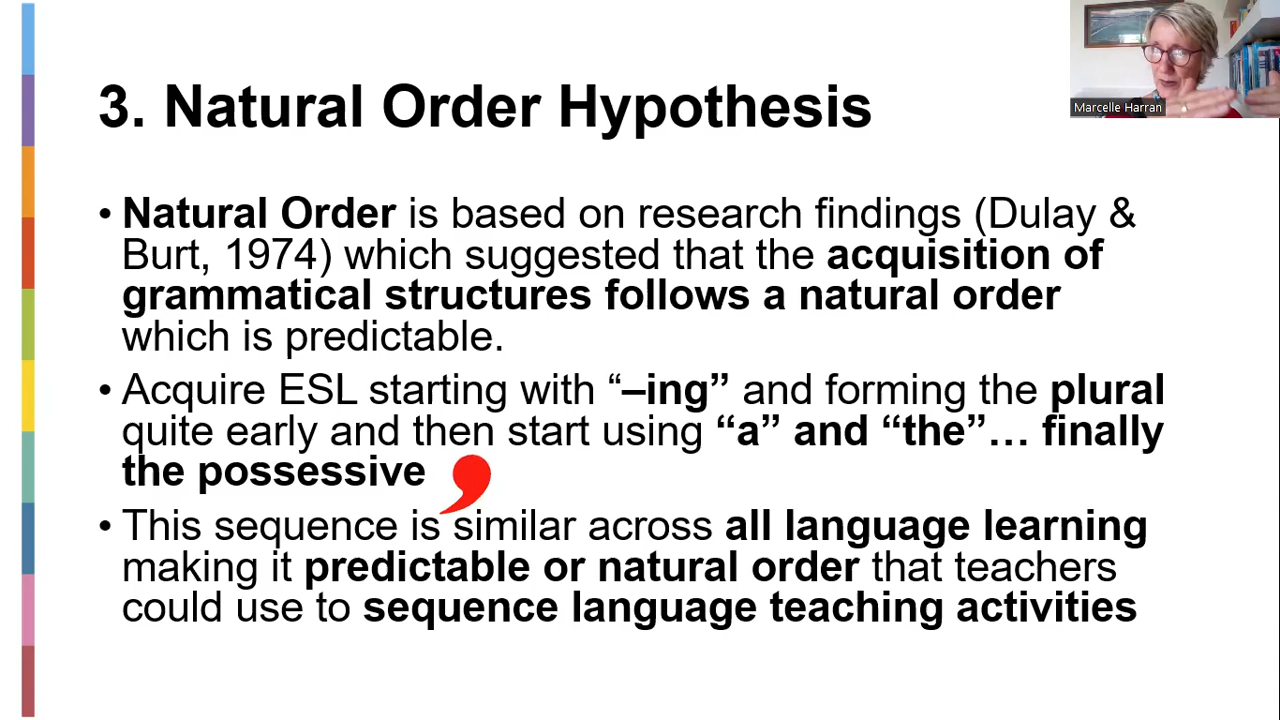 Marcelle Harran
3. Natural Order Hypothesis
• Natural Order is based on research findings (Dulay &
Burt, 1974) which suggested that the acquisition of
grammatical structures follows a natural order
which is predictable.
• Acquire ESL starting with “–ing” and forming the plural
quite early and then start using “a” and “the”… finally
the possessive ,
• This sequence is similar across all language learning
making it predictable or natural order that teachers
could use to sequence language teaching activities